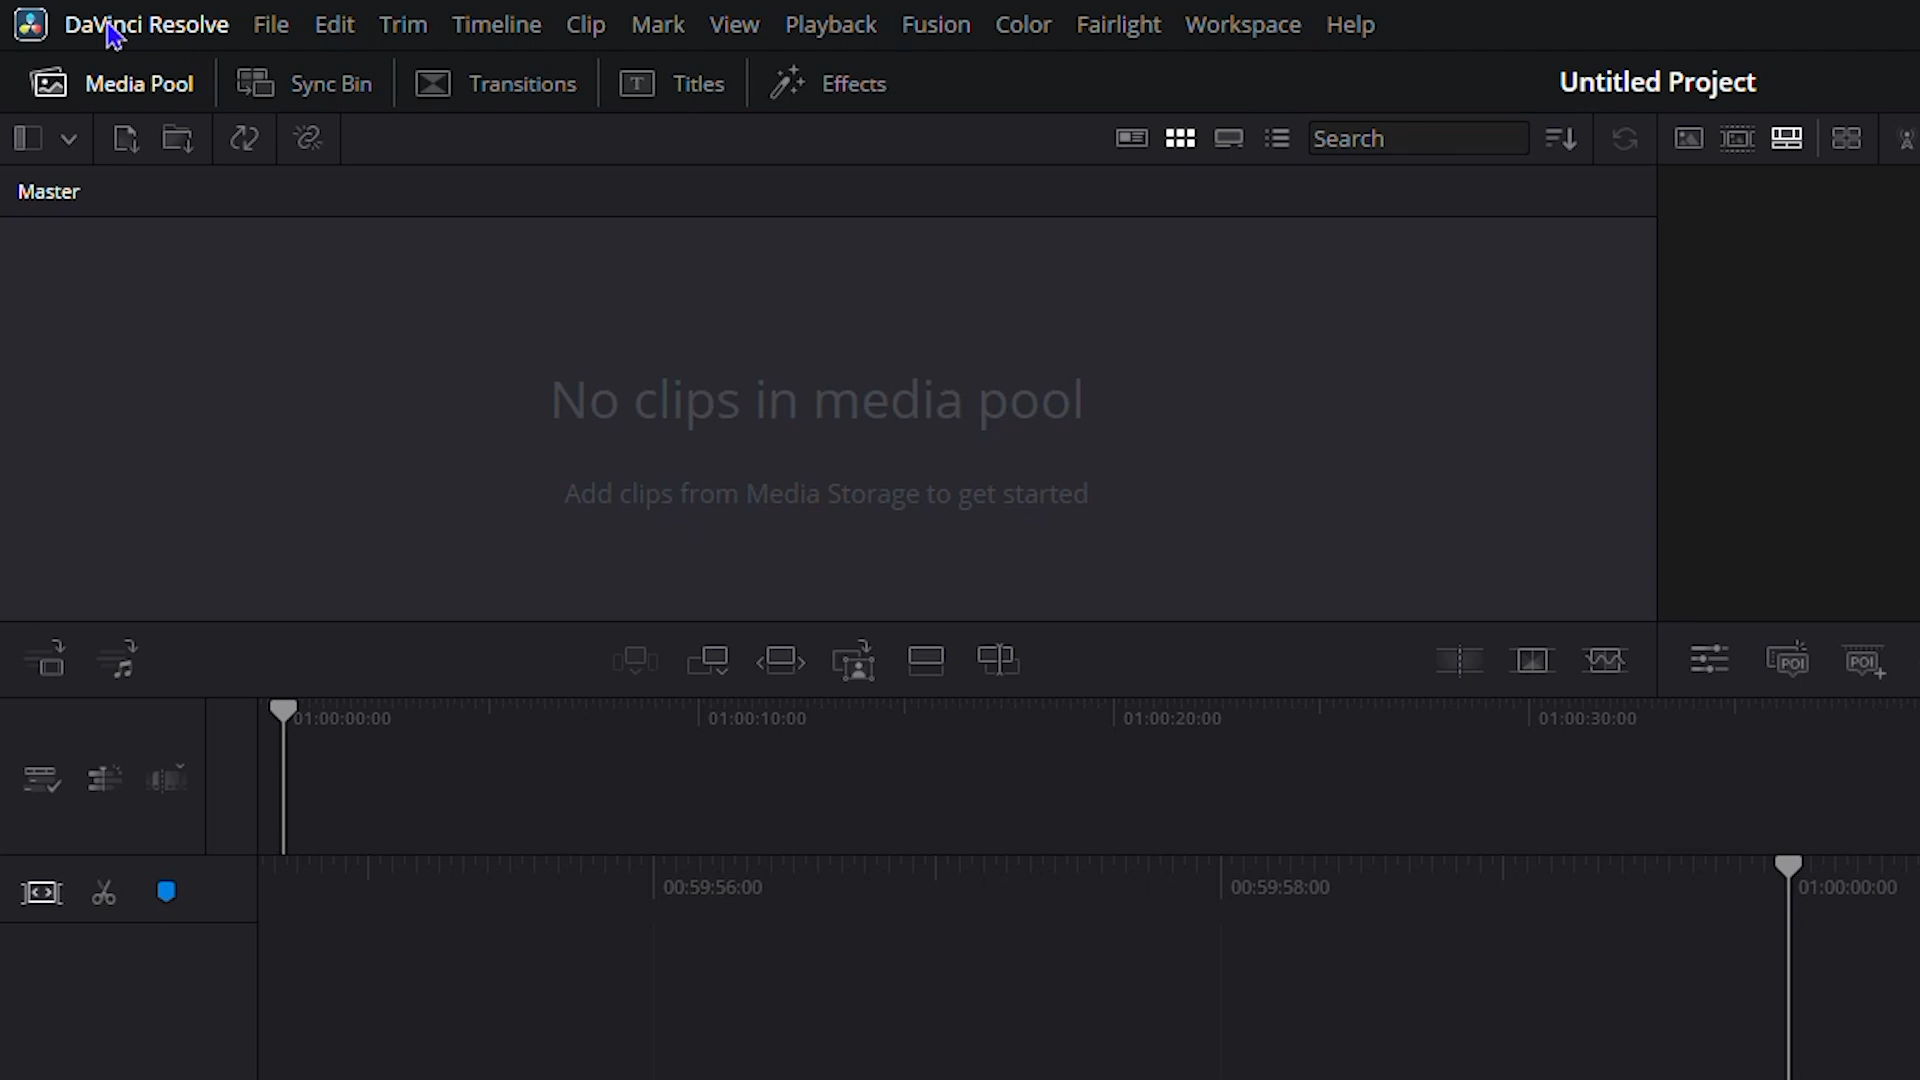 DaVinci Resolve File Edit Trim Timeline Clip Mark View Playback Fusion Color Fairlight Workspace Help
Media Pool Sync Bin Transitions Titles Effects Untitled Project
Search
Master
No clips in media pool
Add clips from Media Storage to get started
T
POI POI
01:00:00:00 01:00:10:00 01:00:20:00 01:00:30:00
00:59:56:00 00:59:58:00 01:00:00:00